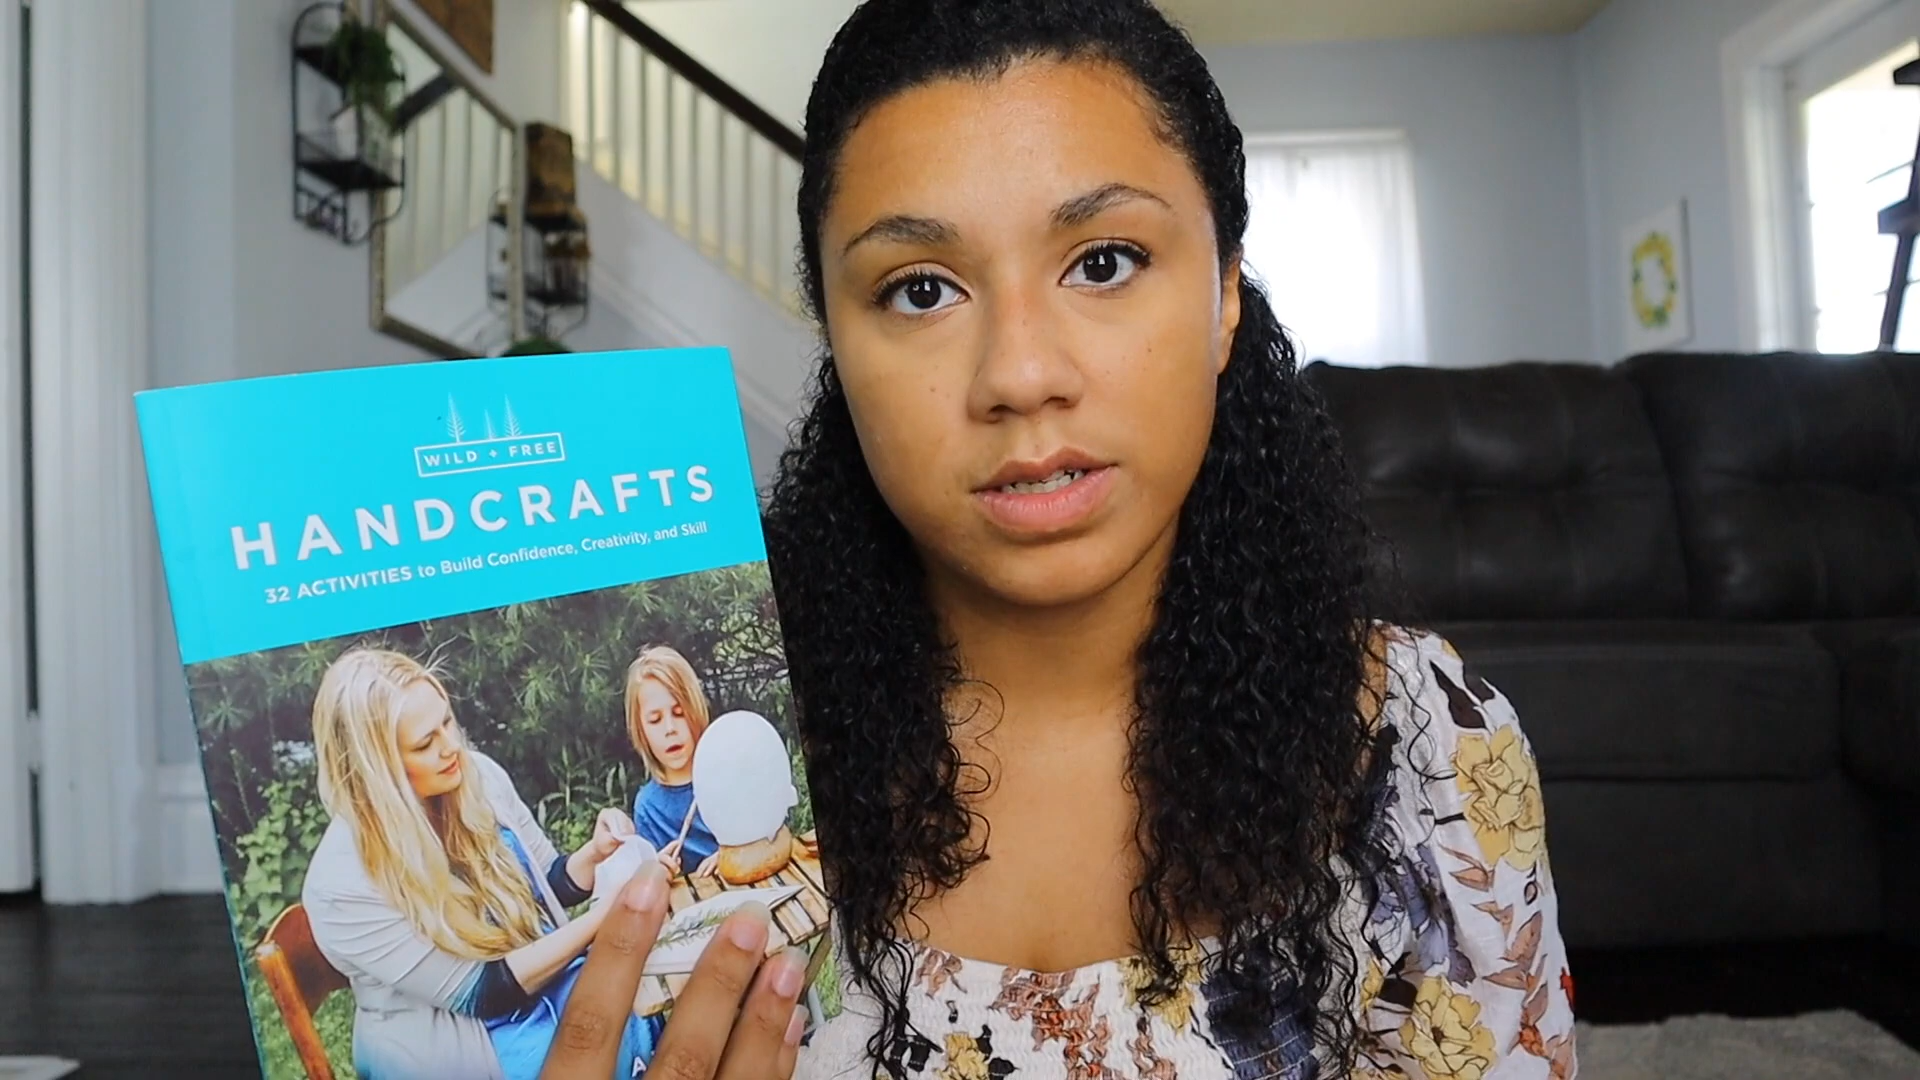 WILD + FREE
HANDCRAFTS
32 ACTIVITIES to Build Confidence, Creativity, and Skill